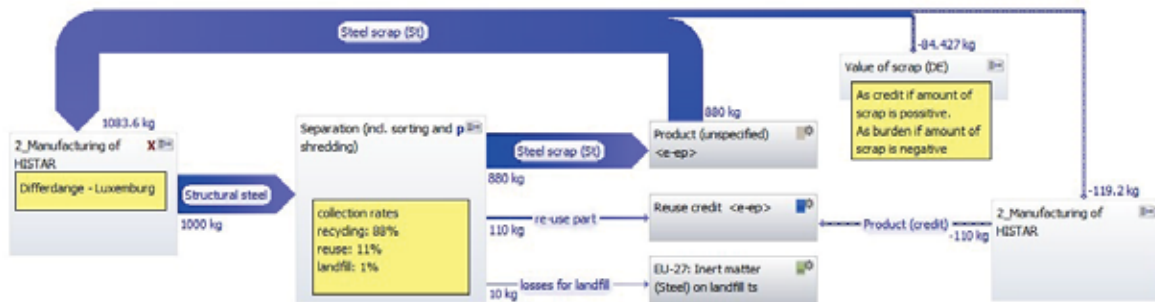 Steel scrap (St)
-84.427 kg
Value of scrap (DE)
As credit if amount of
scrap is possitive.
As burden if amount of
scrap is negative
1083.6 kg
880 kg
2_Manufacturing of
HISTAR
X
Differdange - Luxemburg
Structural steel
1000 kg
Separation (incl. sorting and
shredding)
p
collection rates
recyding: 88%
reuse: 11%
landfill: 1%
Steel scrap (St)
880 kg
Product (unspecified)
<e-ep>
re-use part
110 kg
Reuse credit <e-ep>
losses for landfill
10 kg
EU-27: Inert matter
(Steel) on landfill ts
Product (credit)
-110 kg
-119.2 kg
2_Manufacturing of
HISTAR